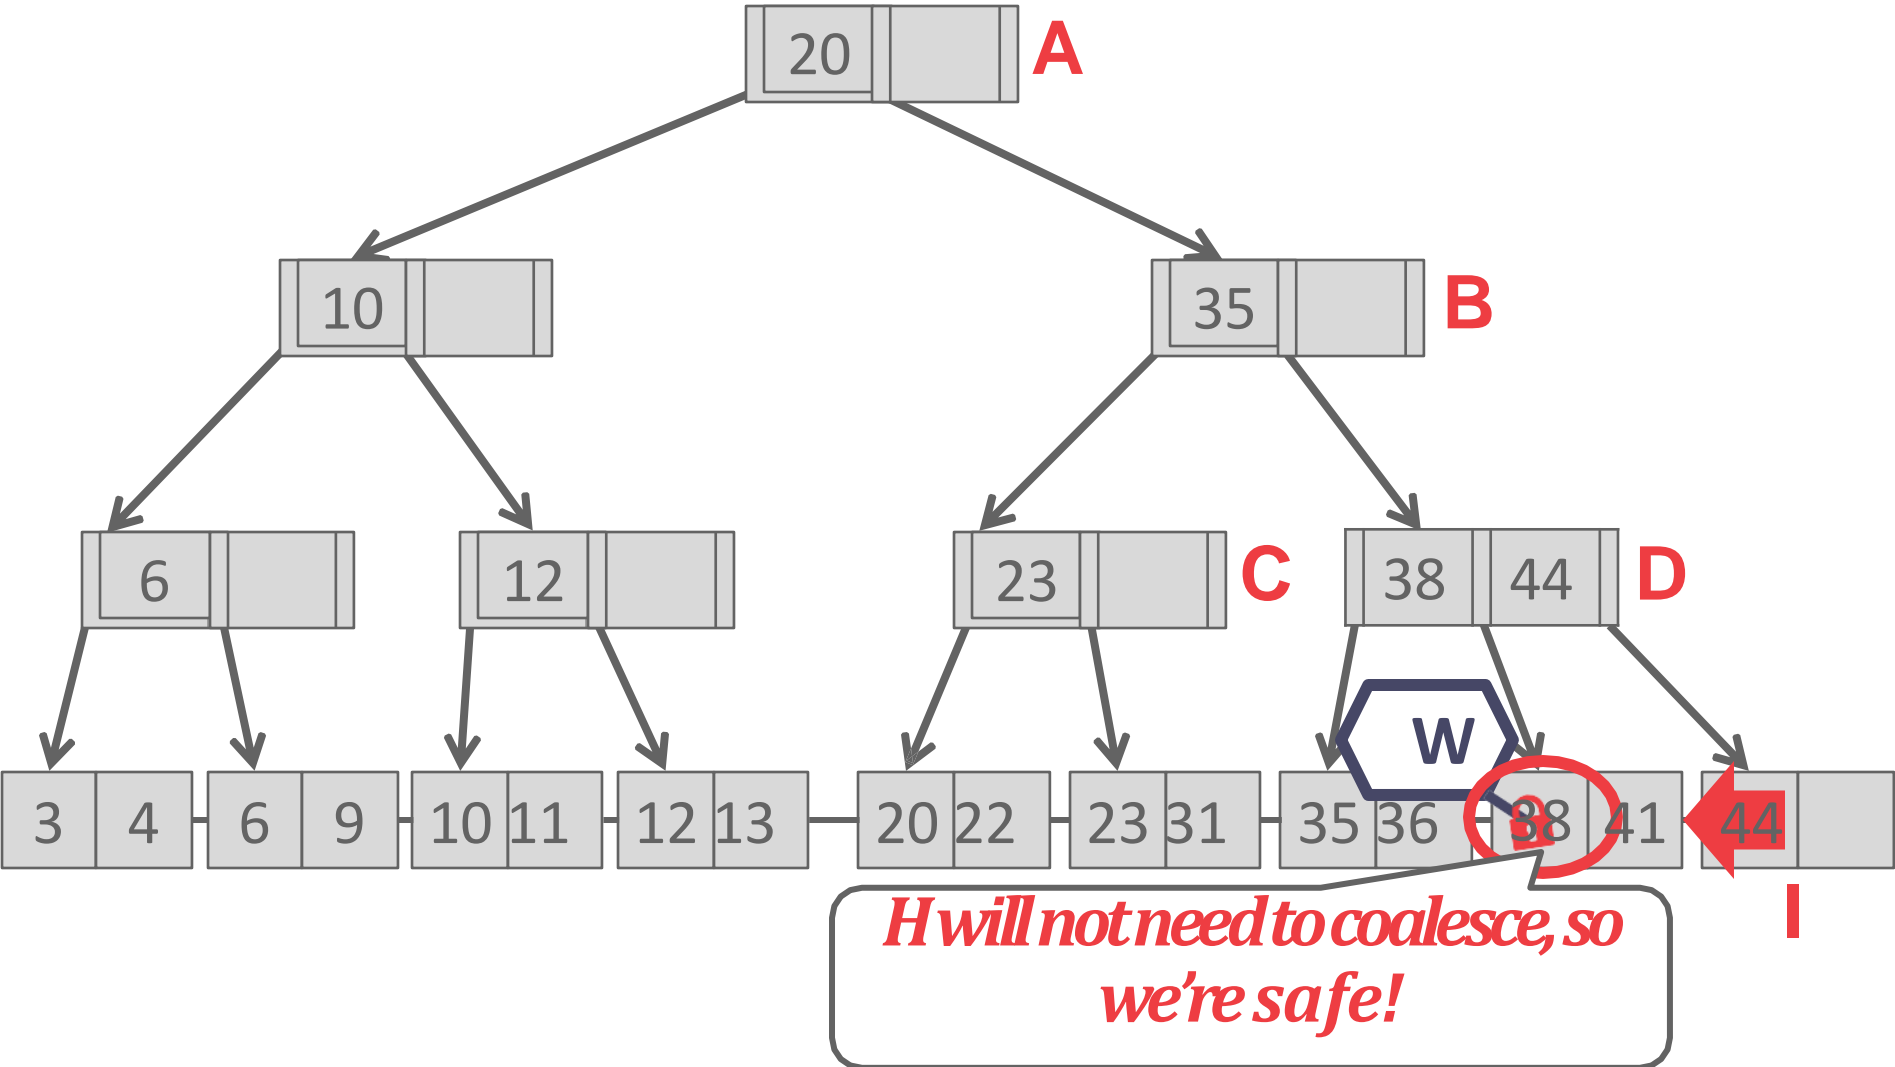 20 A
10 35 B
6 12 23 C 38 44 D
W
3 4 6 9 10 11 12 13 20 22 23 31 35 36 38 41 44
I
H will not need to coalesce, so
we're safe!